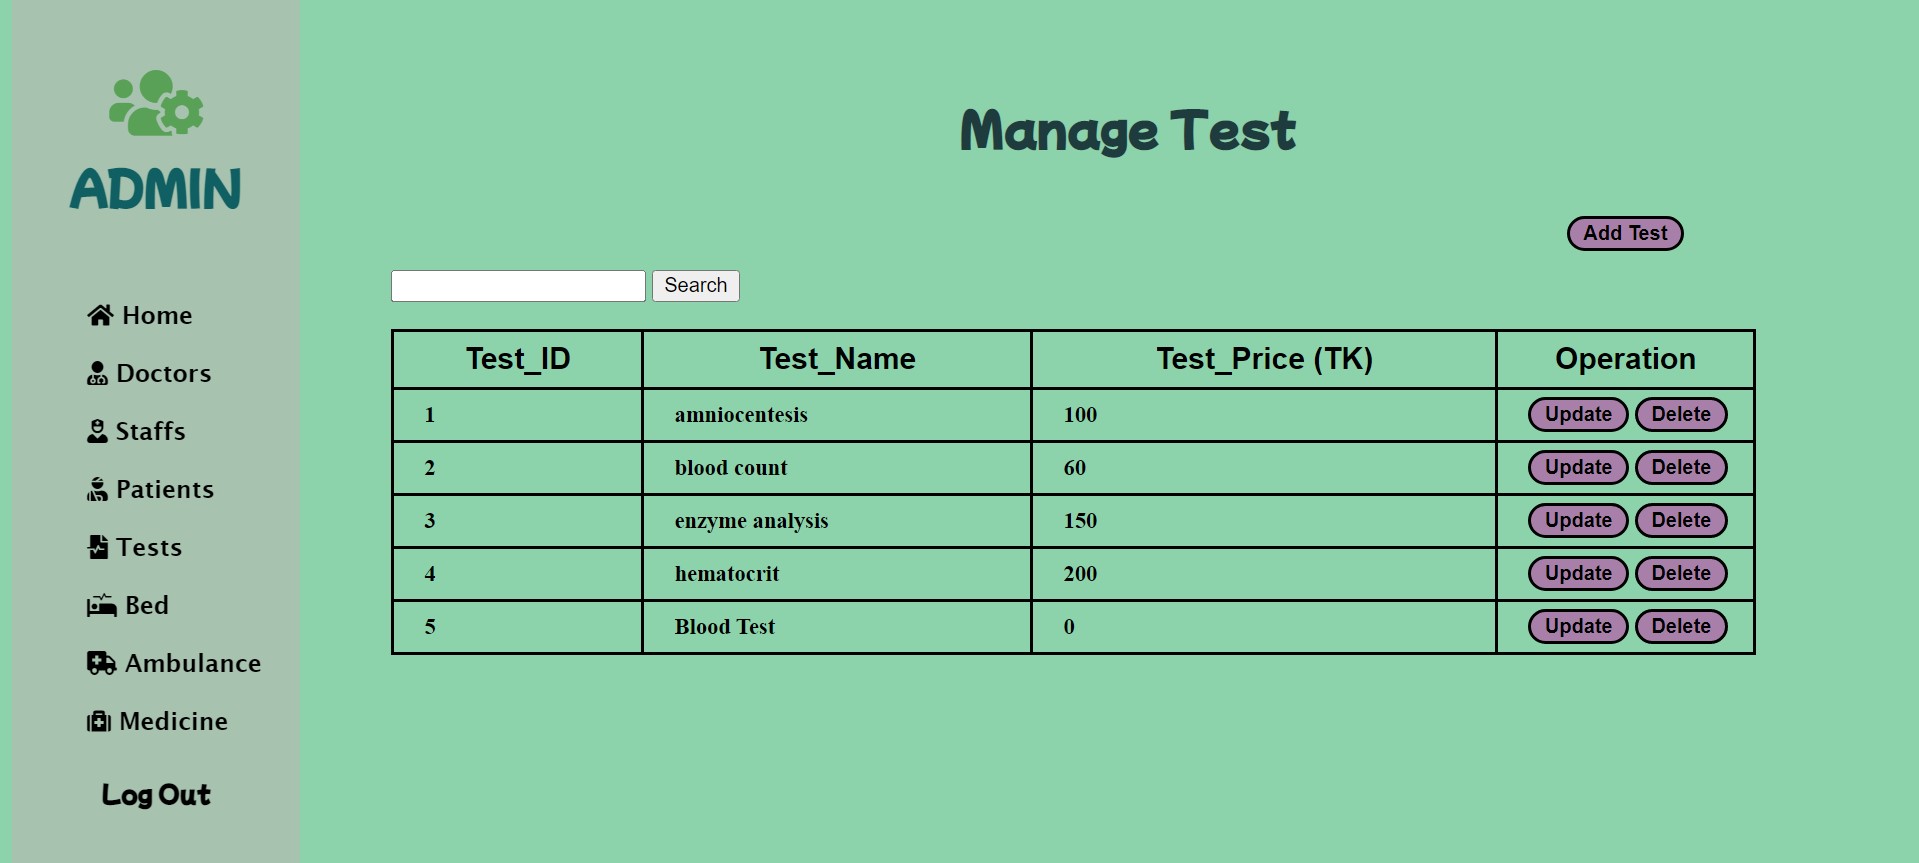 ADMIN
Home
Doctors
Staffs
Patients
Tests
Bed
Ambulance
Medicine
Log Out
Manage Test
Add Test
Search
Test_ID Test_Name Test_Price (TK) Operation
1 amniocentesis 100 Update Delete
2 blood count 60 Update Delete
3 enzyme analysis 150 Update Delete
4 hematocrit 200 Update Delete
5 Blood Test 0 Update Delete